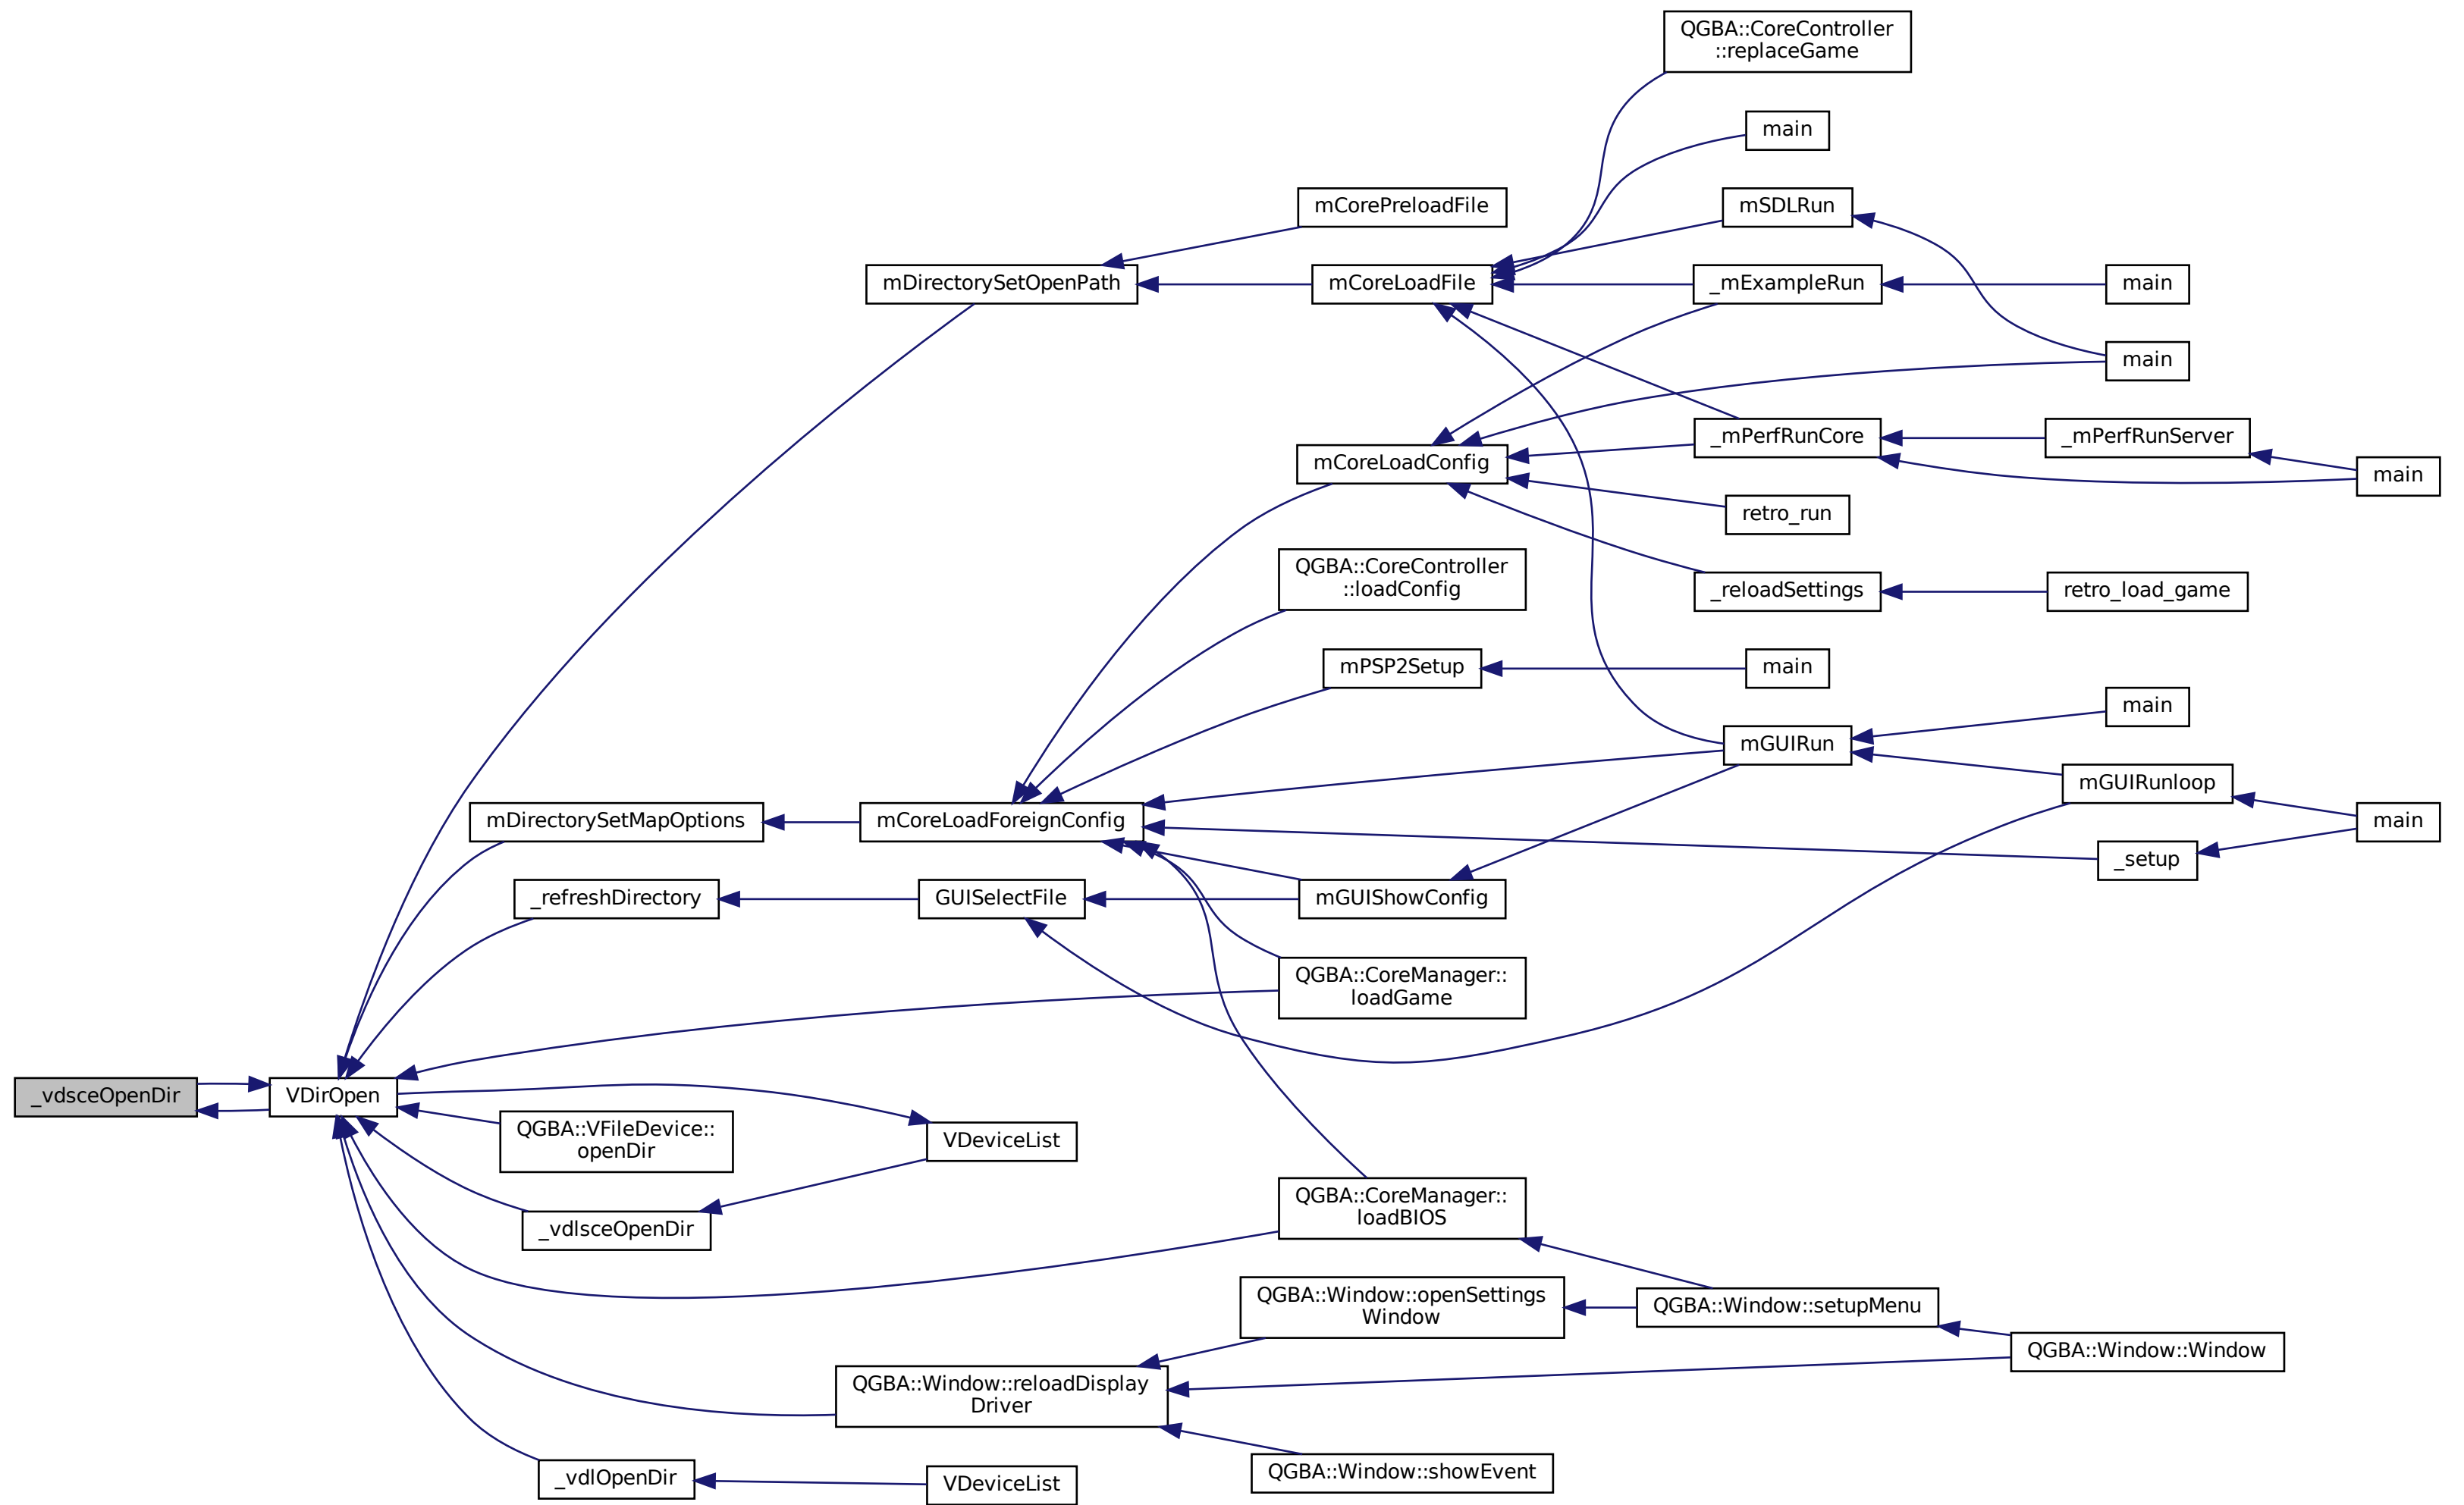 QGBA::CoreController
::replaceGame
main
mCorePreloadFile
mSDLRun
mDirectorySetOpenPath
mCoreLoadFile
_mExampleRun
main
main
mCoreLoadConfig
_mPerfRunCore
_mPerfRunServer
main
retro_run
QGBA::CoreController
::loadConfig
_reloadSettings
retro_load_game
mPSP2Setup
main
mGUIRun
main
mGUIRunloop
mDirectorySetMapOptions
mCoreLoadForeignConfig
main
_setup
_refreshDirectory
GUISelectFile
mGUIShowConfig
QGBA::CoreManager::
loadGame
_vdsceOpenDir
VDirOpen
QGBA::VFileDevice::
openDir
VDeviceList
_vdlsceOpenDir
QGBA::CoreManager::
loadBIOS
QGBA::Window::openSettings
Window
QGBA::Window::setupMenu
QGBA::Window::Window
QGBA::Window::reloadDisplay
Driver
QGBA::Window::showEvent
_vdlOpenDir
VDeviceList